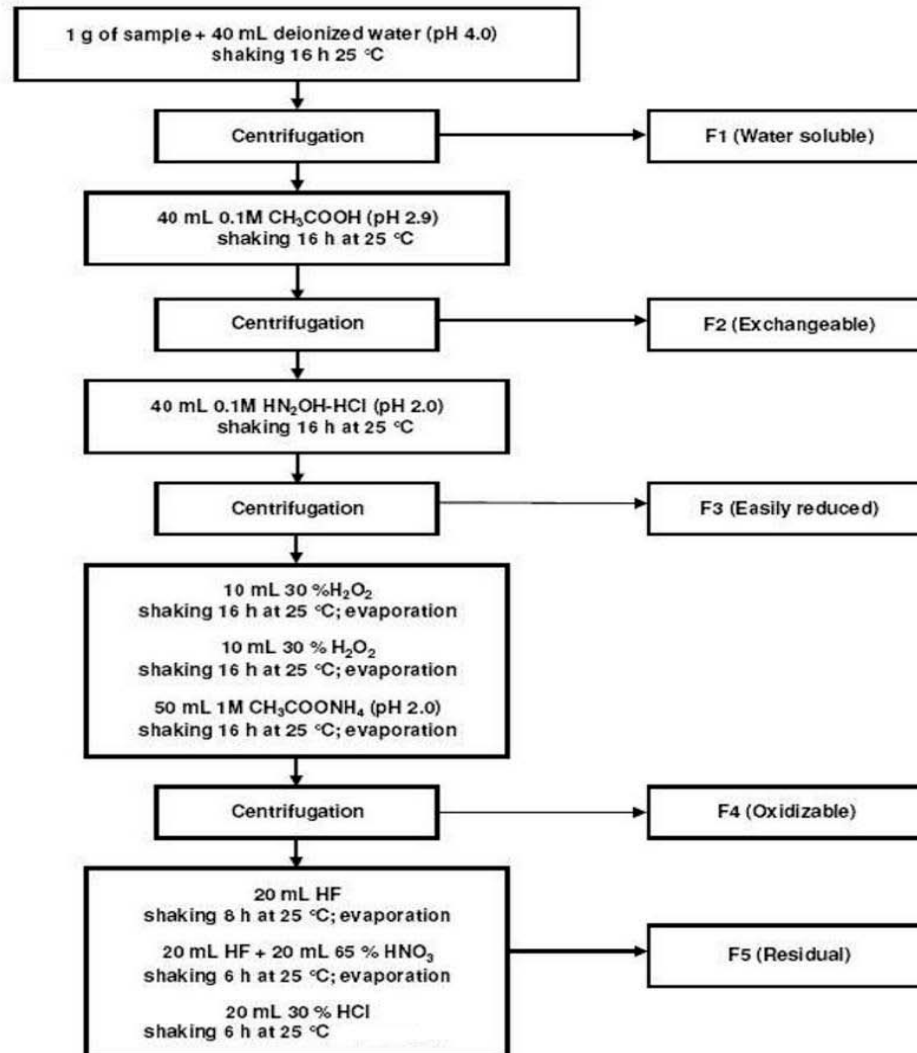 1 g of sample + 40 mL deionized water (pH 4.0)
shaking 16 h 25 °C
Centrifugation
F1 (Water soluble)
40 mL 0.1M CH₃COOH (pH 2.9)
shaking 16 h at 25 °C
Centrifugation
F2 (Exchangeable)
40 mL 0.1M HN₂OH-HCl (pH 2.0)
shaking 16 h at 25 °C
Centrifugation
F3 (Easily reduced)
10 mL 30 %H₂O₂
shaking 16 h at 25 °C; evaporation
10 mL 30 % H₂O₂
shaking 16 h at 25 °C; evaporation
50 mL 1M CH₃COONH₄ (pH 2.0)
shaking 16 h at 25 °C; evaporation
Centrifugation
F4 (Oxidizable)
20 mL HF
shaking 8 h at 25 °C; evaporation
20 mL HF + 20 mL 65 % HNO₃
shaking 6 h at 25 °C; evaporation
20 mL 30 % HCl
shaking 6 h at 25 °C
F5 (Residual)